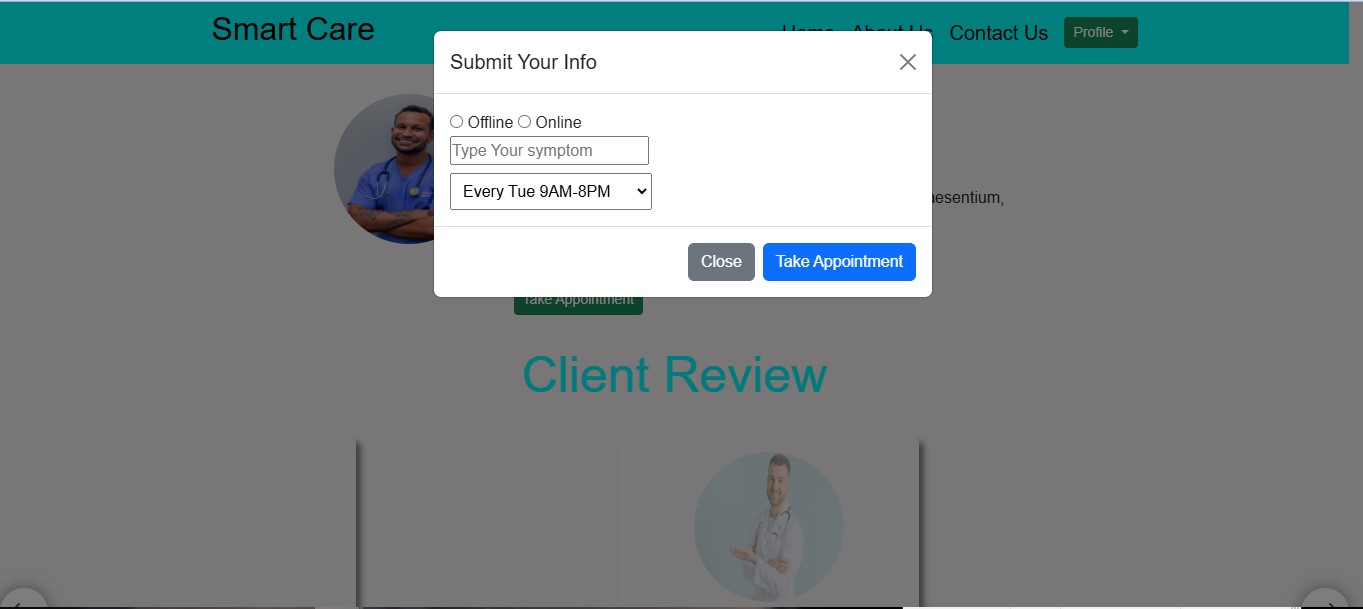 Smart Care
Home About Us Contact Us Profile
Submit Your Info
Offline Online
Type Your symptom
Every Tue 9AM-8PM
Close Take Appointment
Take Appointment
Client Review